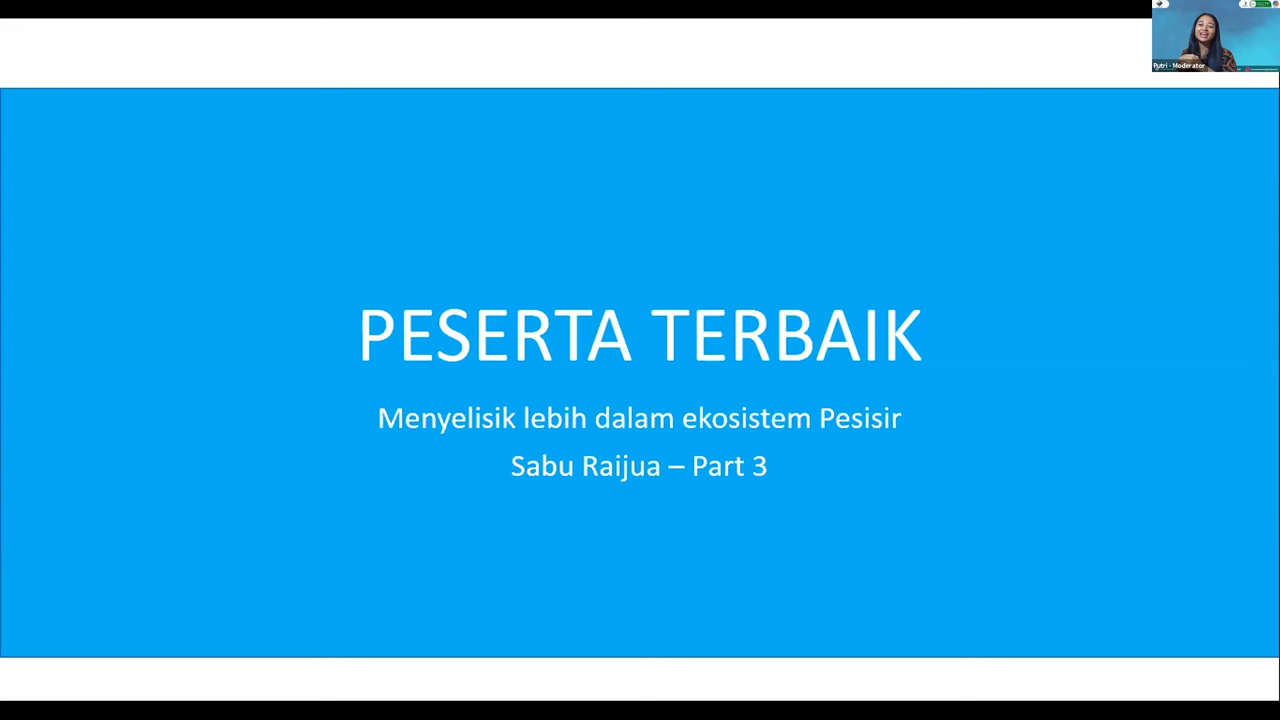 Putri - Moderator
PESERTA TERBAIK
Menyelisik lebih dalam ekosistem Pesisir
Sabu Raijua – Part 3